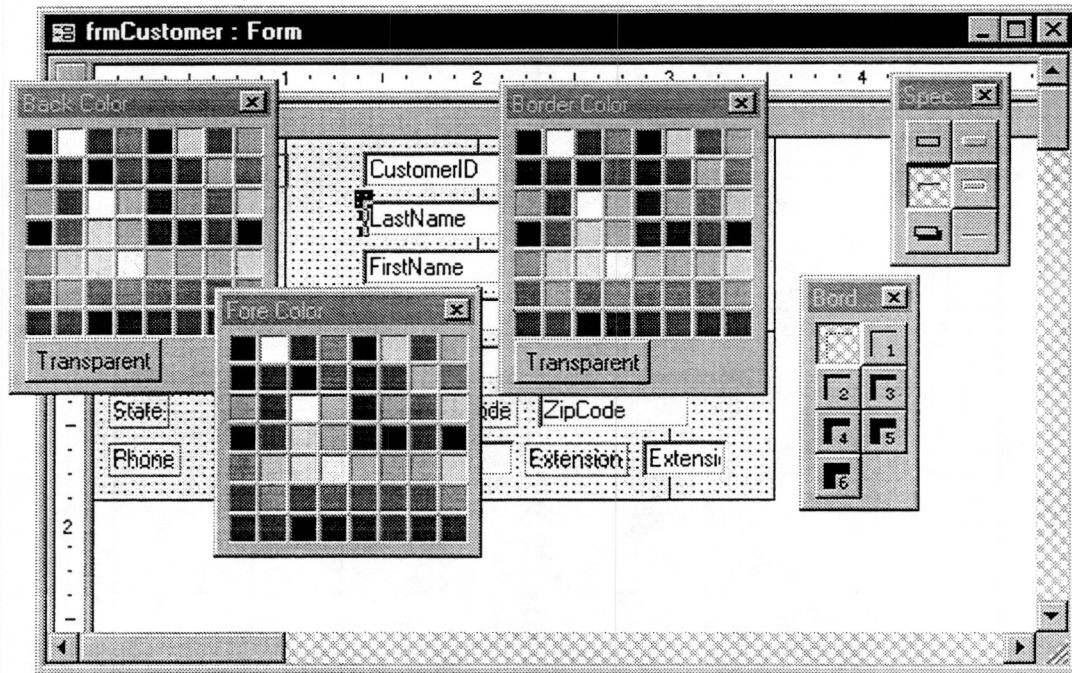 frmCustomer : Form
1 2 3 4
Back Color
Border Color
Spec...
CustomerID
LastName
FirstName
Bord...
Fore Color
1
2 3
4 5
6
Transparent
Transparent
State
ode
ZipCode
Phone
Extension
Extensi
2